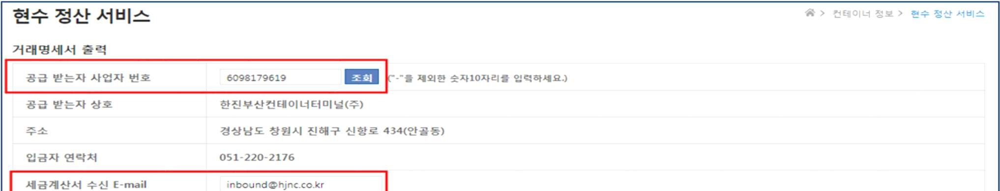 현수 정산 서비스
> 컨테이너 정보 > 현수 정산 서비스
거래명세서 출력
공급 받는자 사업자 번호 6098179619 조회 ("-"을 제외한 숫자10자리를 입력하세요.)
공급 받는자 상호 한진부산컨테이너터미널(주)
주소 경상남도 창원시 진해구 신항로 434(안골동)
입금자 연락처 051-220-2176
세금계산서 수신 E-mail inbound@hjnc.co.kr